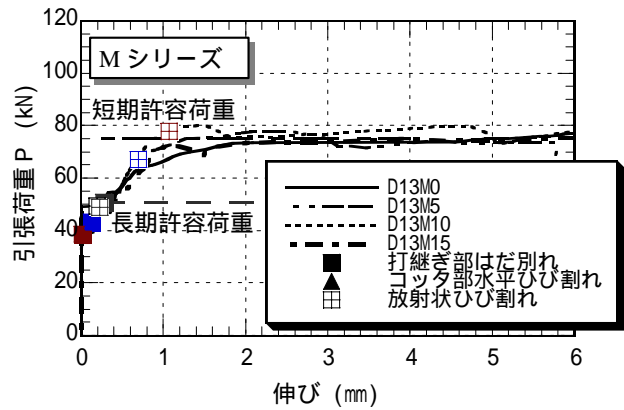 120
100
80
60
40
20
0
引張荷重P (kN)
Mシリーズ
短期許容荷重
長期許容荷重
D13M0
D13M5
D13M10
D13M15
打継ぎ部はだ別れ
コッタ部水平ひび割れ
放射状ひび割れ
0 1 2 3 4 5 6
伸び (mm)